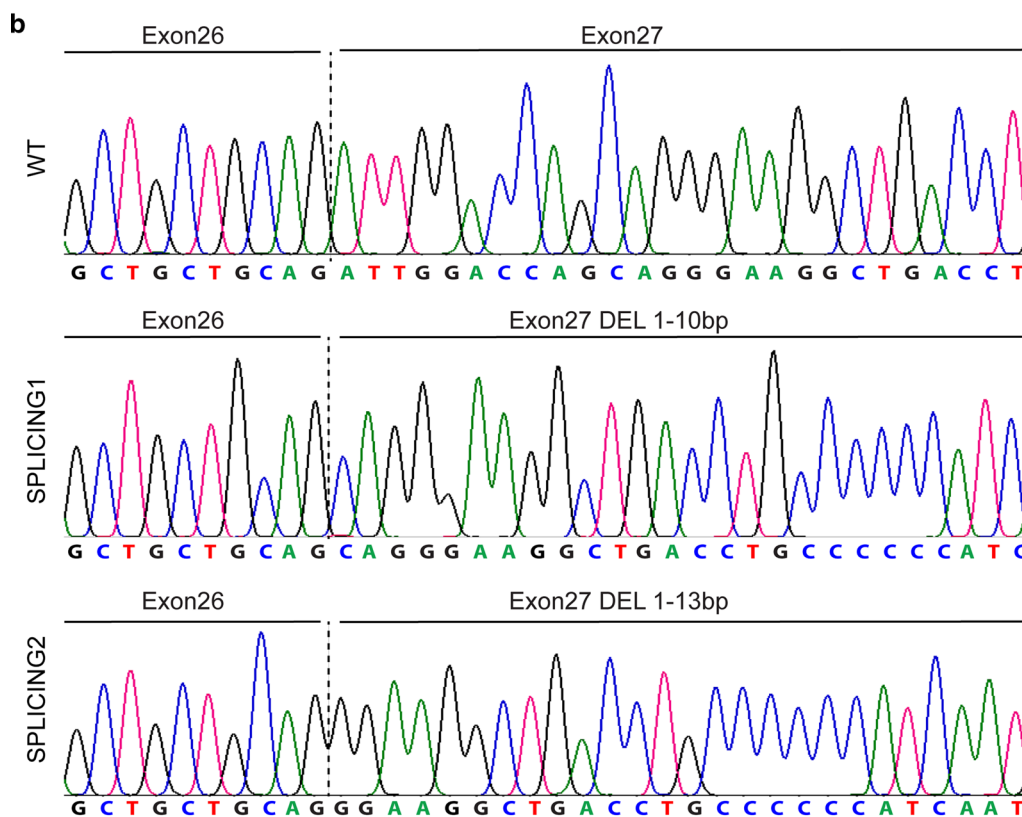 b
Exon26 Exon27
WT
G C T G C T G C A G A T T G G A C C A G C A G G G A A G G C T G A C C T
Exon26 Exon27 DEL 1-10bp
SPLICING1
G C T G C T G C A G C A G G G A A G G C T G A C C T G C C C C C C A T C
Exon26 Exon27 DEL 1-13bp
SPLICING2
G C T G C T G C A G G G A A G G C T G A C C T G C C C C C C A T C A A T